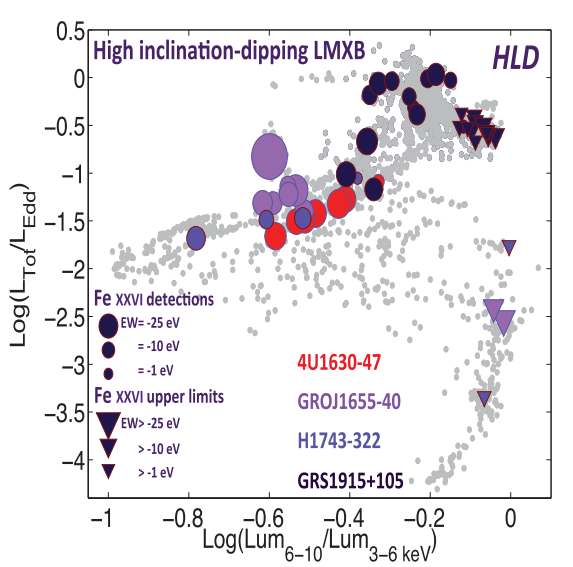 High inclination-dipping LMXB
HLD
0.5
0
−0.5
−1
−1.5
−2
−2.5
−3
−3.5
−4
Log(L_Tot/L_Edd)
Fe XXVI detections
EW= -25 eV
= -10 eV
= -1 eV
Fe XXVI upper limits
EW> -25 eV
> -10 eV
> -1 eV
4U1630-47
GROJ1655-40
H1743-322
GRS1915+105
−1 −0.8 −0.6 −0.4 −0.2 0
Log(Lum_6−10/Lum_3−6 keV)